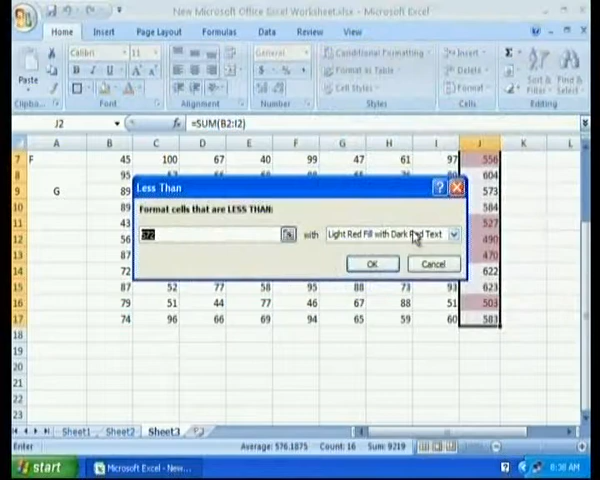 New Microsoft Office Excel Worksheet.xlsx - Microsoft Excel
Home Insert Page Layout Formulas Data Review View
Calibri 11 General Conditional Formatting Insert
Paste B I U $ % , Format as Table Delete Sort & Find &
Cell Styles Format Filter Select
Clipboa... Font Alignment Number Styles Cells Editing
J2 fx =SUM(B2:I2)
A B C D E F G H I J K L
7 F 45 100 67 40 99 47 61 97 556
8 95 604
9 G 89 573
10 89 584
11 43 527
12 56 490
13 87 470
14 72 622
15 87 52 77 58 95 88 73 93 623
16 79 51 44 77 46 67 88 51 503
17 74 96 66 69 94 65 59 60 583
18
19
20
21
22
23
Less Than
Format cells that are LESS THAN:
572 with Light Red Fill with Dark Red Text
OK Cancel
Sheet1 Sheet2 Sheet3
Enter Average: 576.1875 Count: 16 Sum: 9219
start Microsoft Excel - New... 8:38 AM